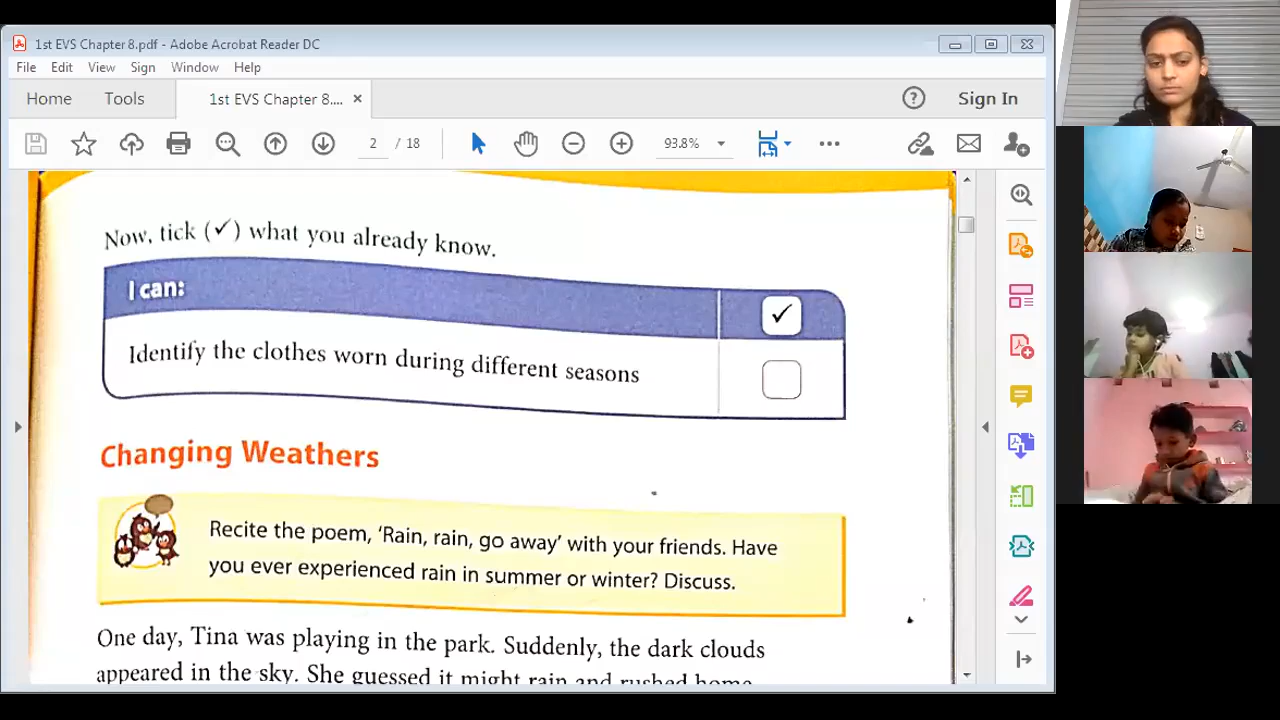 1st EVS Chapter 8.pdf - Adobe Acrobat Reader DC
File Edit View Sign Window Help
Home Tools 1st EVS Chapter 8.... × Sign In
2 / 18 93.8%
Now, tick (✓) what you already know.
I can: ✓
Identify the clothes worn during different seasons
Changing Weathers
Recite the poem, ‘Rain, rain, go away’ with your friends. Have
you ever experienced rain in summer or winter? Discuss.
One day, Tina was playing in the park. Suddenly, the dark clouds
appeared in the sky. She guessed it might rain and rushed home